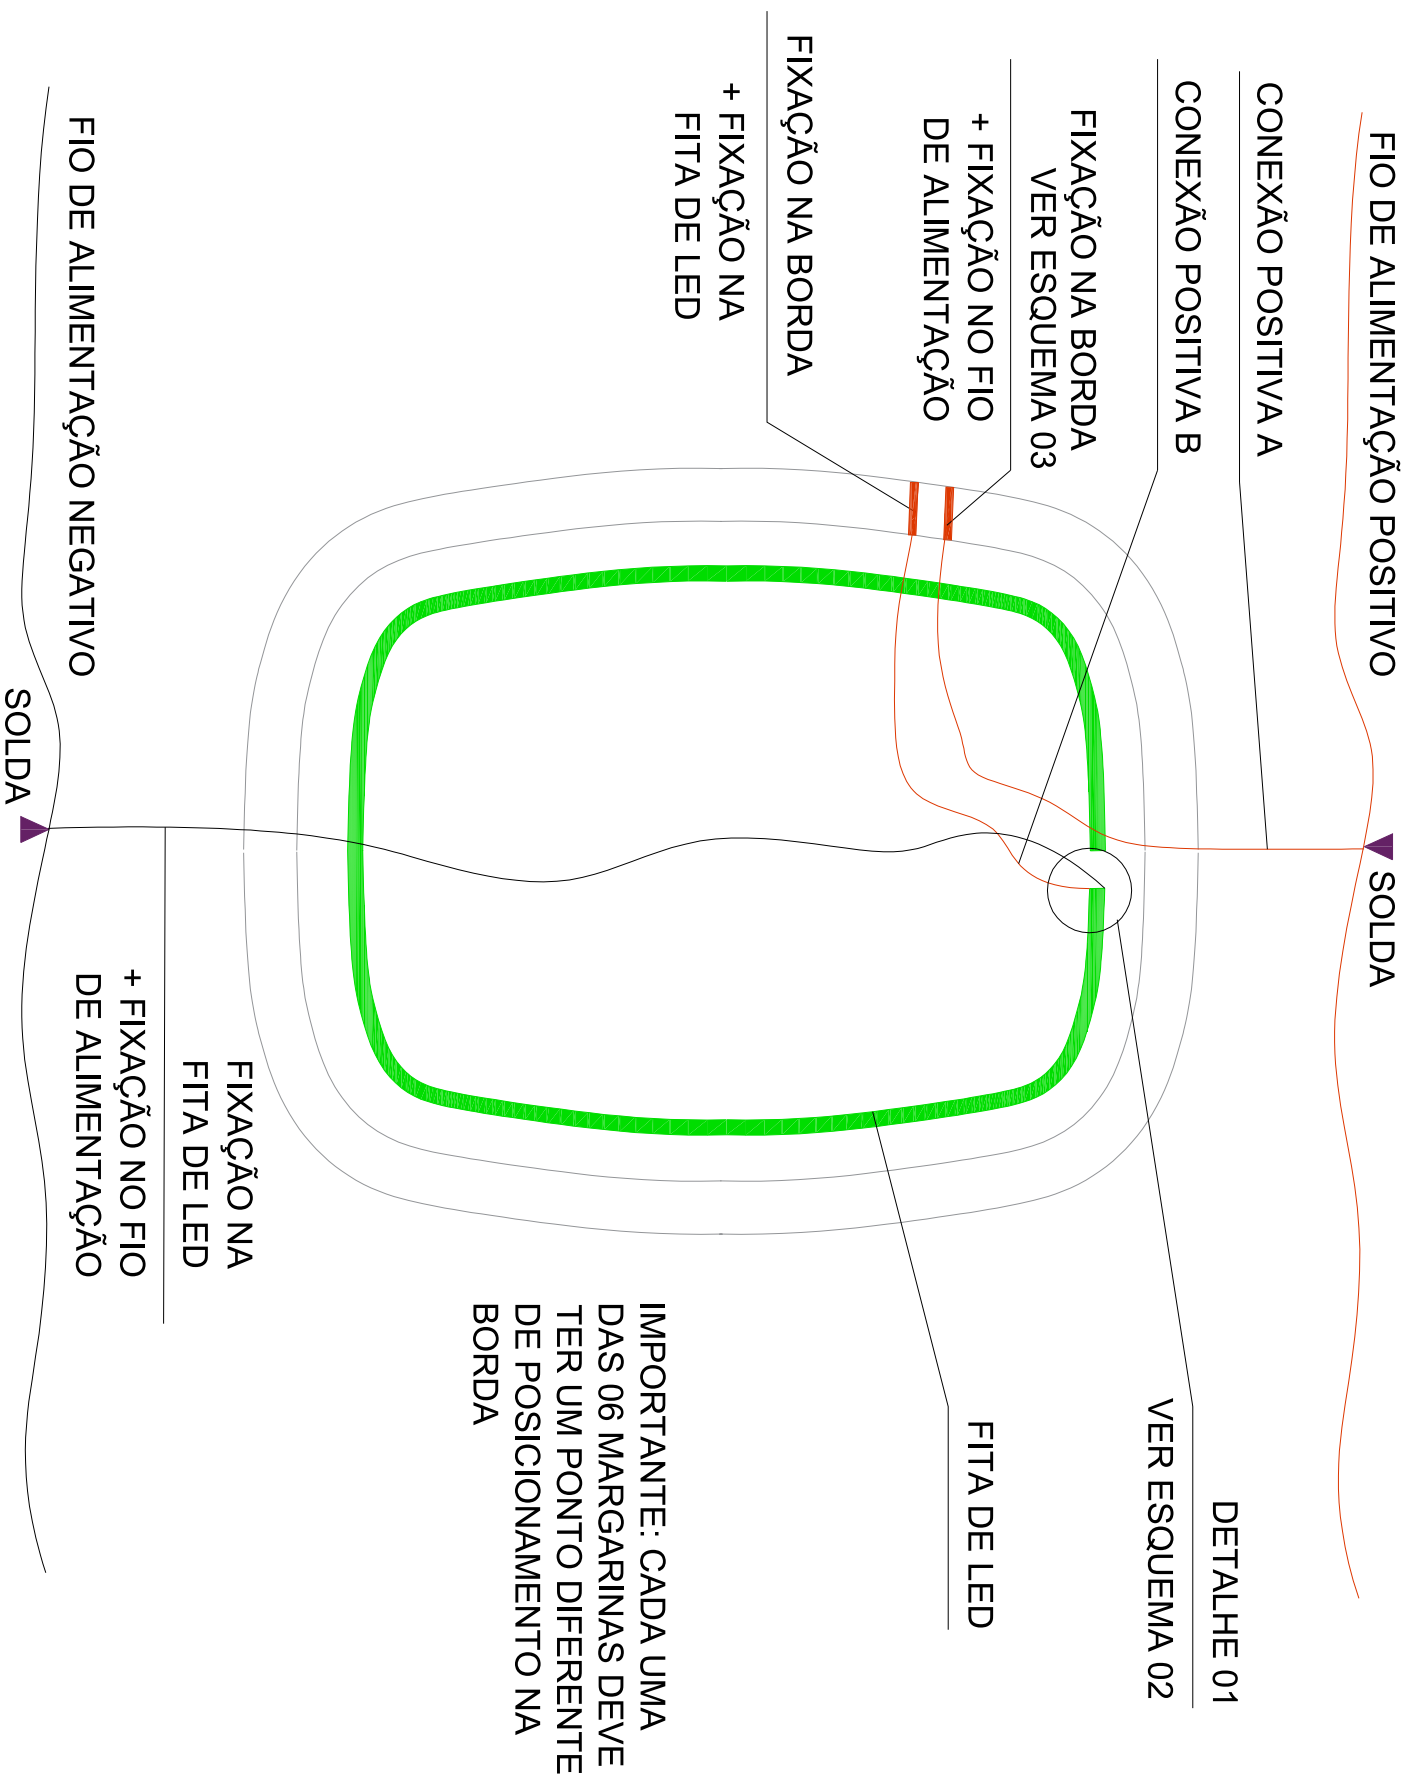 FIO DE ALIMENTAÇÃO POSITIVO
SOLDA
CONEXÃO POSITIVA A
CONEXÃO POSITIVA B
FIXAÇÃO NA BORDA
VER ESQUEMA 03
+ FIXAÇÃO NO FIO
DE ALIMENTAÇÃO
FIXAÇÃO NA BORDA
+ FIXAÇÃO NA
FITA DE LED
DETALHE 01
VER ESQUEMA 02
FITA DE LED
IMPORTANTE: CADA UMA
DAS 06 MARGARINAS DEVE
TER UM PONTO DIFERENTE
DE POSICIONAMENTO NA
BORDA
FIXAÇÃO NA
FITA DE LED
+ FIXAÇÃO NO FIO
DE ALIMENTAÇÃO
FIO DE ALIMENTAÇÃO NEGATIVO
SOLDA